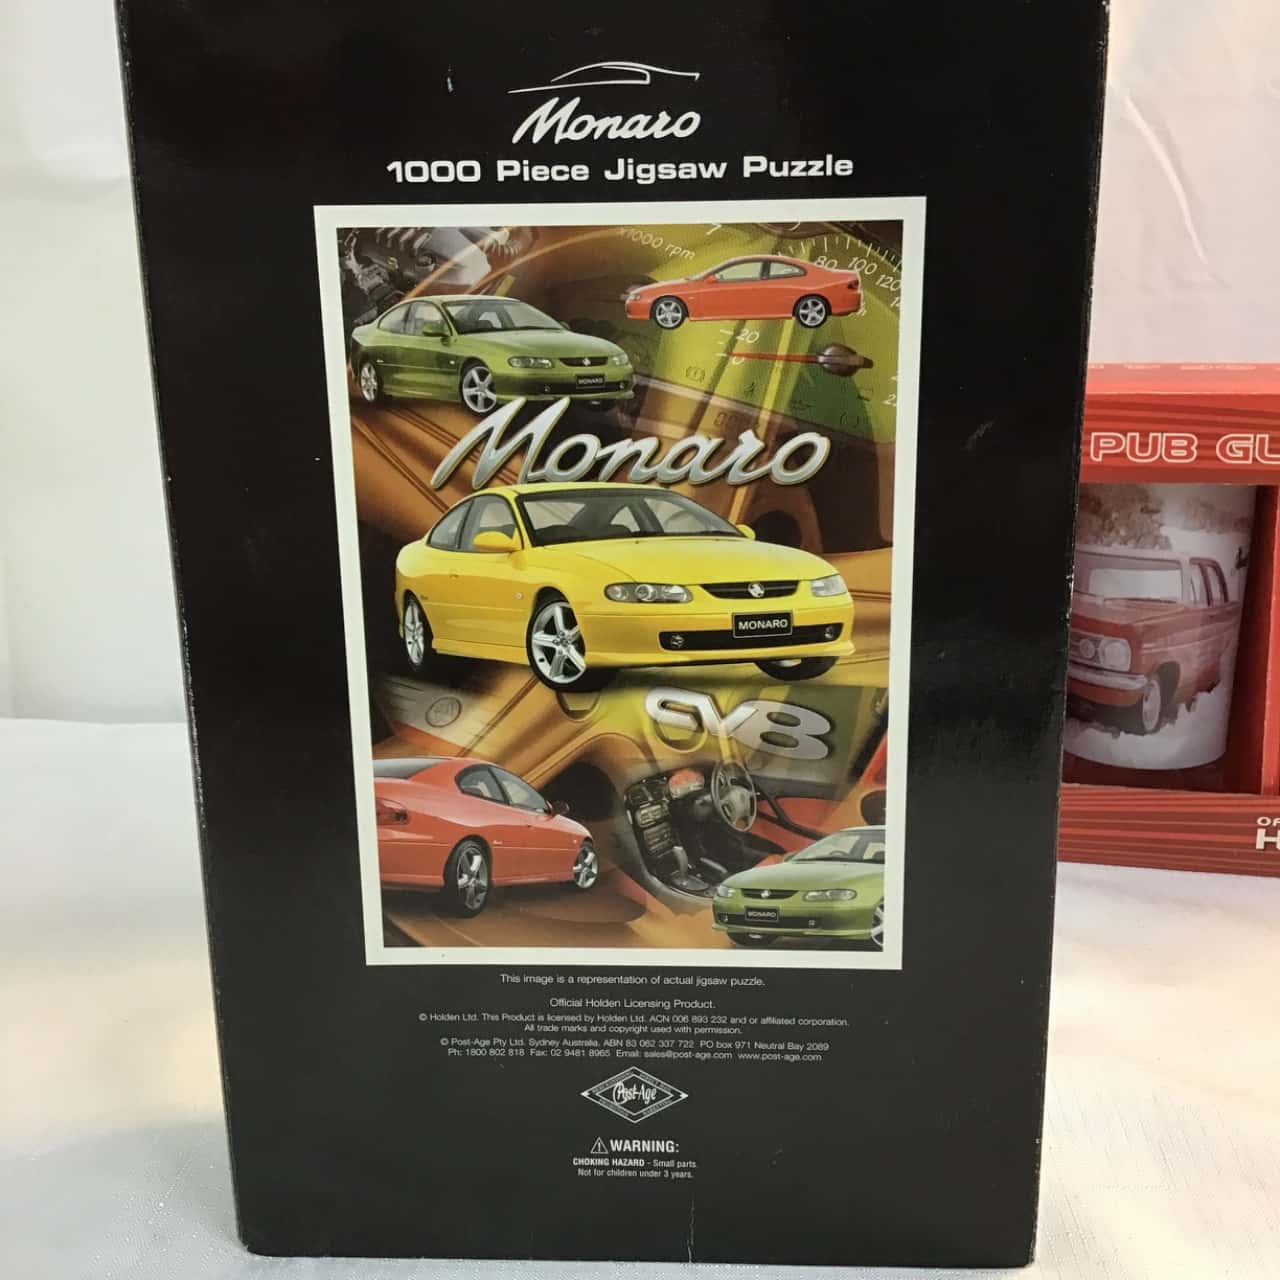 Monaro
1000 Piece Jigsaw Puzzle
x1000 rpm
7
80 100 120
20
0
MONARO
Monaro
MONARO
CV8
MONARO
This image is a representation of actual jigsaw puzzle.
Official Holden Licensing Product.
© Holden Ltd. This Product is licensed by Holden Ltd. ACN 006 893 232 and or affiliated corporation.
All trade marks and copyright used with permission.
© Post-Age Pty Ltd. Sydney Australia. ABN 83 062 337 722 PO box 971 Neutral Bay 2089
Ph: 1800 802 818 Fax: 02 9481 8965 Email: sales@post-age.com www.post-age.com
Post-Age
WARNING:
CHOKING HAZARD - Small parts.
Not for children under 3 years.
PUB GL
OF
H